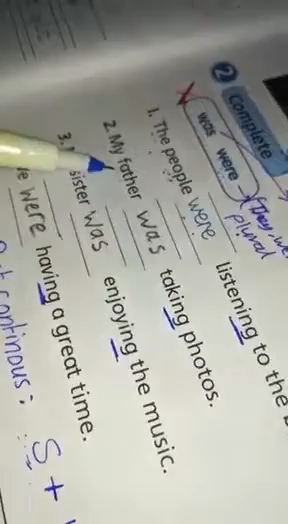 2 Complete
was were
(They we
plural
1. The people were listening to the
2. My father was taking photos.
3. sister was enjoying the music.
were having a great time.
continous: S +